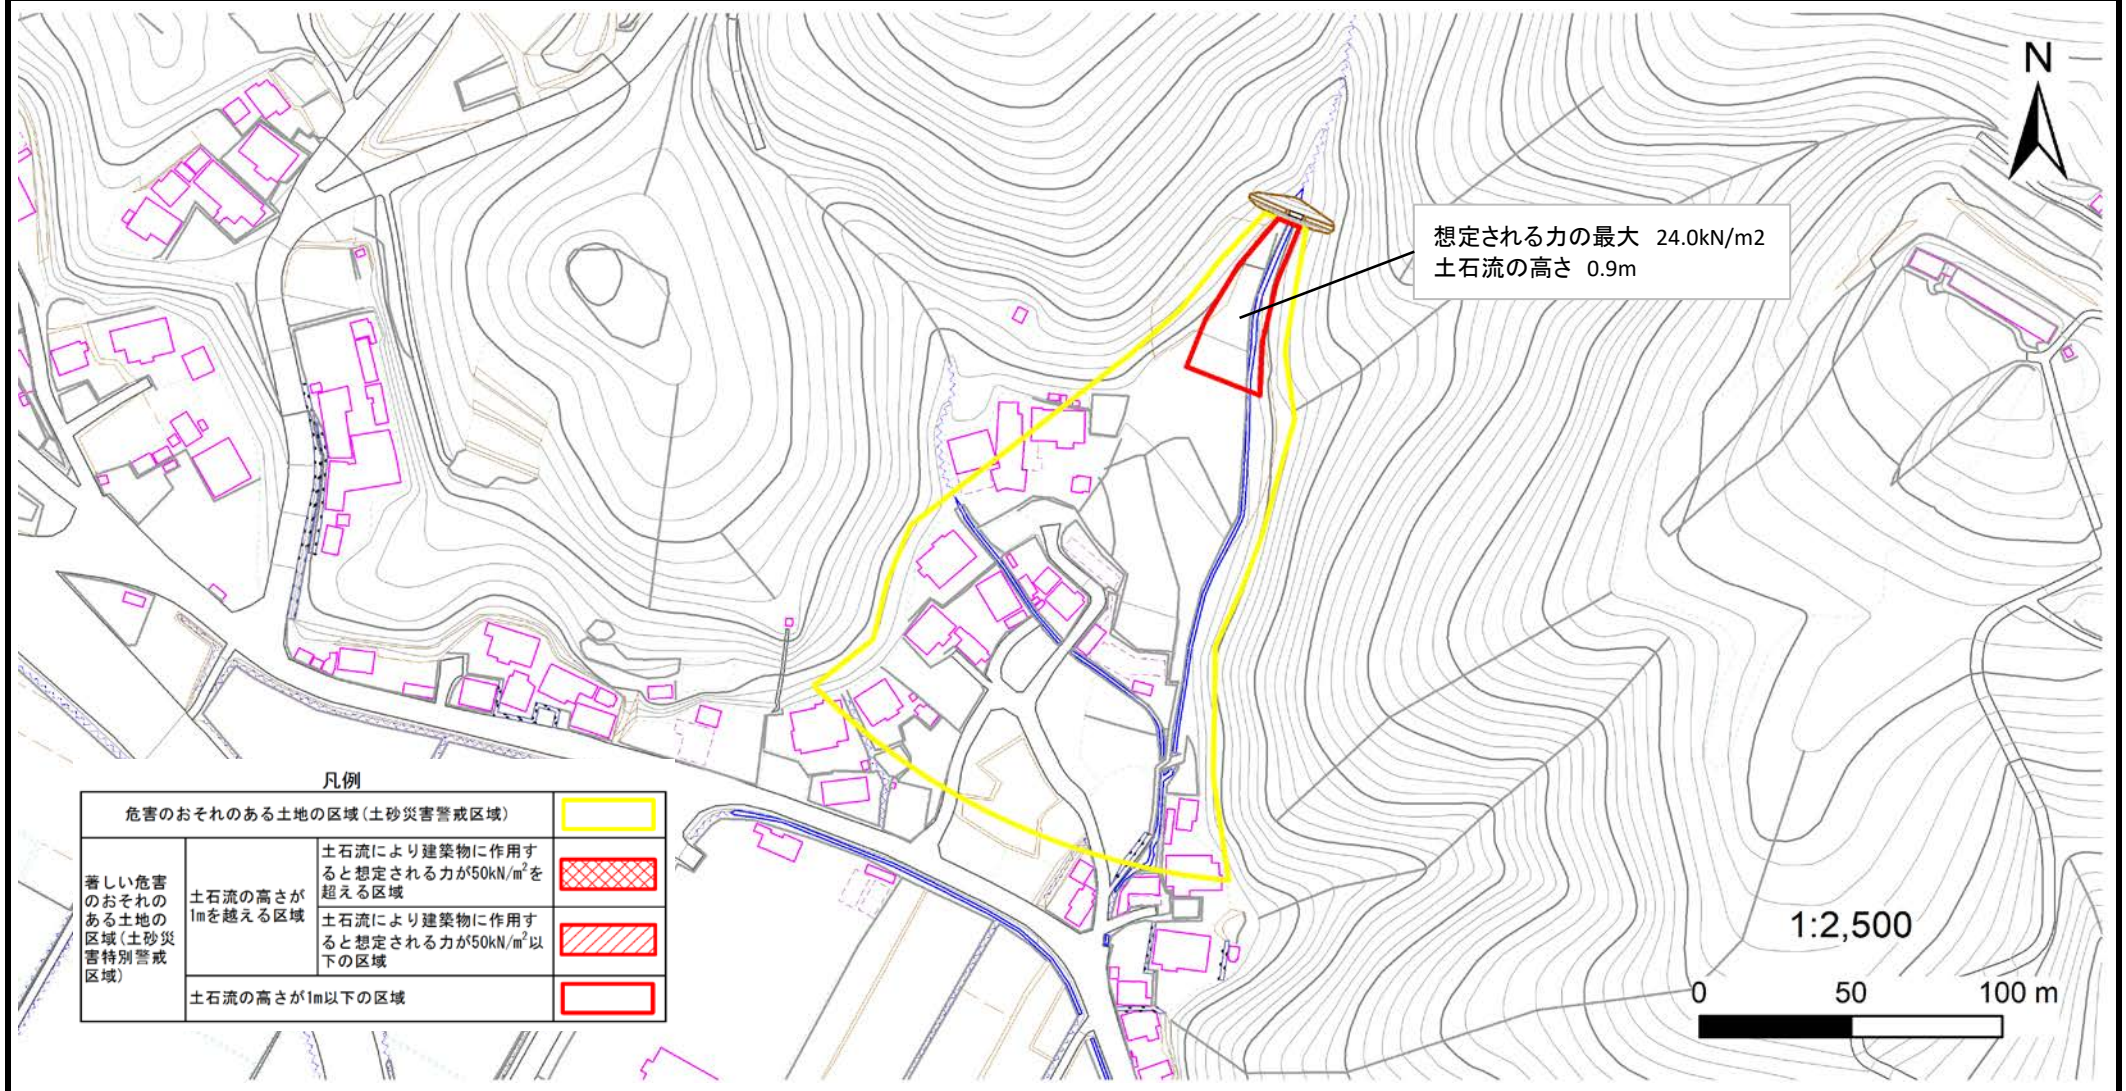 N
想定される力の最大 24.0kN/m2
土石流の高さ 0.9m
凡例
危害のおそれのある土地の区域(土砂災害警戒区域)
著しい危害
のおそれの
ある土地の
区域(土砂災
害特別警戒
区域)
土石流の高さが
1mを越える区域
土石流により建築物に作用す
ると想定される力が50kN/m²を
超える区域
土石流により建築物に作用す
ると想定される力が50kN/m²以
下の区域
土石流の高さが1m以下の区域
1:2,500
0 50 100 m